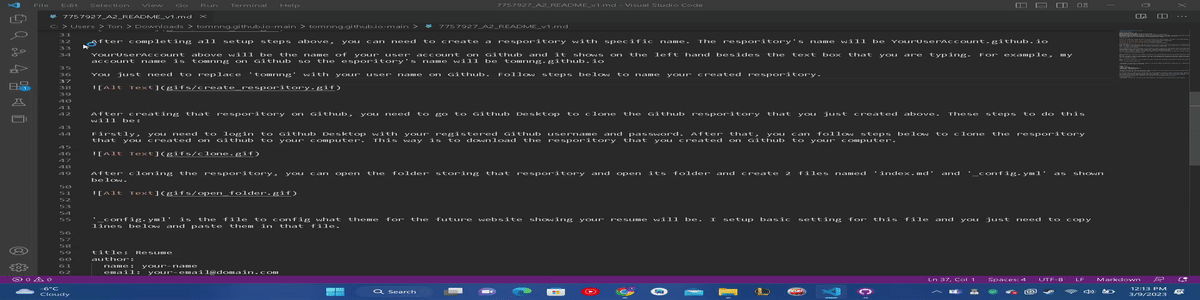 File Edit Selection View Go Run Terminal Help
7757927_A2_README_v1.md - Visual Studio Code
7757927_A2_README_v1.md
C: > Users > Ton > Downloads > tomnng.github.io-main > tomnng.github.io-main > 7757927_A2_README_v1.md
31
32 After completing all setup steps above, you can need to create a resporitory with specific name. The resporitory's name will be YourUserAccount.github.io
33
34 YourUserAccount above will be the name of your user account on Github and it shows on the left hand besides the text box that you are typing. For example, my
account name is tomnng on Github so the esporitory's name will be tomnng.github.io
35
36 You just need to replace 'tomnng' with your user name on Github. Follow steps below to name your created resporitory.
37
38 ![Alt Text](gifs/create_resporitory.gif)
39
40
41
42 After creating that resporitory on Github, you need to go to Github Desktop to clone the Github resporitory that you just created above. These steps to do this
will be:
43
44 Firstly, you need to login to Github Desktop with your registered Github username and password. After that, you can follow steps below to clone the resporitory
that you created on Github to your computer. This way is to download the resporitory that you created on Github to your computer.
45
46 ![Alt Text](gifs/clone.gif)
47
48
49 After cloning the resporitory, you can open the folder storing that resporitory and open its folder and create 2 files named 'index.md' and '_config.yml' as shown
below.
50
51 ![Alt Text](gifs/open_folder.gif)
52
53
54
55 '_config.yml' is the file to config what theme for the future website showing your resume will be. I setup basic setting for this file and you just need to copy
lines below and paste them in that file.
56
57
58
59 title: Resume
60 author:
61 name: your-name
62 email: your-email@domain.com
0 0
Ln 37, Col 1 Spaces: 4 UTF-8 LF Markdown
-6°C
Cloudy
Search
12:13 PM
3/9/2023